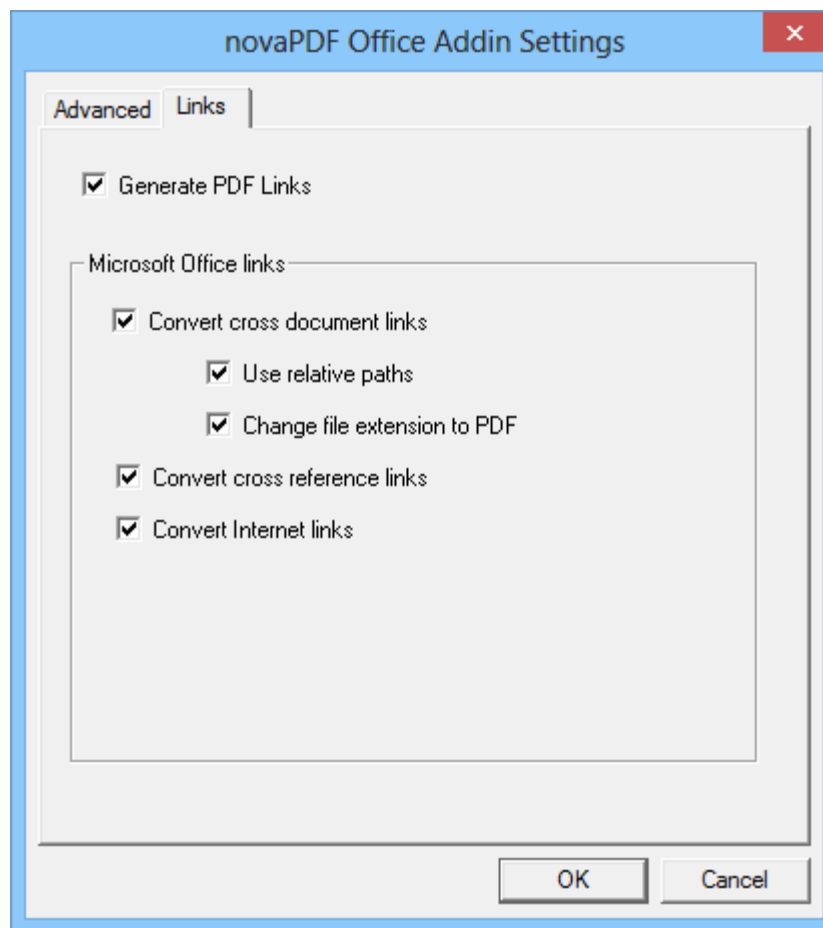 novaPDF Office Addin Settings
Advanced Links
Generate PDF Links
Microsoft Office links
Convert cross document links
Use relative paths
Change file extension to PDF
Convert cross reference links
Convert Internet links
OK Cancel